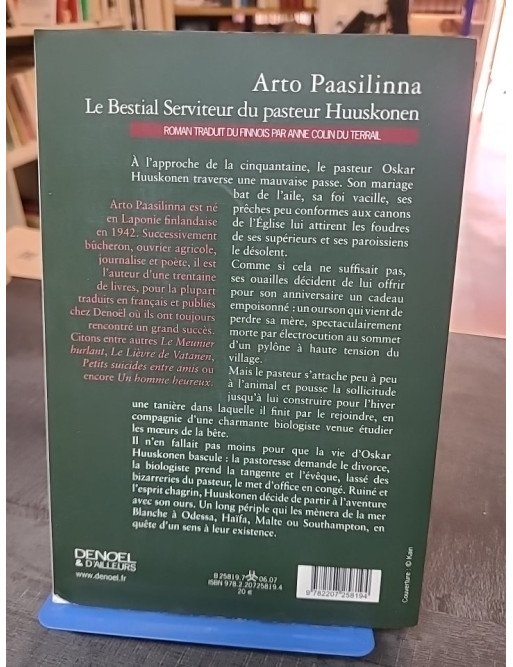 Arto Paasilinna
Le Bestial Serviteur du pasteur Huuskonen
ROMAN TRADUIT DU FINNOIS PAR ANNE COLIN DU TERRAIL
À l'approche de la cinquantaine, le pasteur Oskar
Huuskonen traverse une mauvaise passe. Son mariage
bat de l'aile, sa foi vacille, ses
prêches peu conformes aux canons
de l'Église lui attirent les foudres
de ses supérieurs et ses paroissiens
le désolent.
Comme si cela ne suffisait pas,
ses ouailles décident de lui offrir
pour son anniversaire un cadeau
empoisonné : un ourson qui vient de
perdre sa mère, spectaculairement
morte par électrocution au sommet
d'un pylône à haute tension du
village.
Mais le pasteur s'attache peu à peu
à l'animal et pousse la sollicitude
jusqu'à lui construire pour l'hiver
une tanière dans laquelle il finit par le rejoindre, en
compagnie d'une charmante biologiste venue étudier
les mœurs de la bête.
Il n'en fallait pas moins pour que la vie d'Oskar
Huuskonen bascule : la pastoresse demande le divorce,
la biologiste prend la tangente et l'évêque, lassé des
bizarreries du pasteur, le met d'office en congé. Ruiné et
l'esprit chagrin, Huuskonen décide de partir à l'aventure
avec son ours. Un long périple qui les mènera de la mer
Blanche à Odessa, Haïfa, Malte ou Southampton, en
quête d'un sens à leur existence.
Arto Paasilinna est né
en Laponie finlandaise
en 1942. Successivement
bûcheron, ouvrier agricole,
journaliste et poète, il est
l'auteur d'une trentaine
de livres, pour la plupart
traduits en français et publiés
chez Denoël où ils ont toujours
rencontré un grand succès.
Citons entre autres Le Meunier
hurlant, Le Lièvre de Vatanen,
Petits suicides entre amis ou
encore Un homme heureux.
DENOËL
& D'AILLEURS
www.denoel.fr
B 25819.7 06.07
ISBN 978.2.20725819.4
20 €
9 782207 258194
Couverture : © Kan